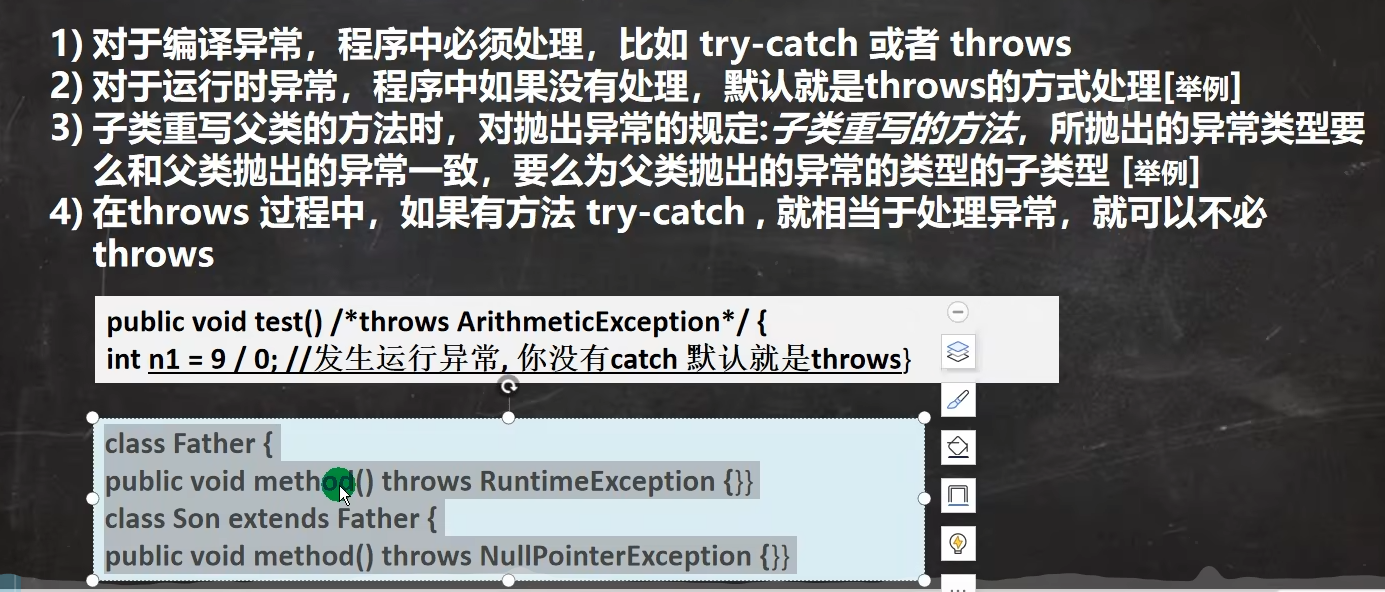 1) 对于编译异常，程序中必须处理，比如 try-catch 或者 throws
2) 对于运行时异常，程序中如果没有处理，默认就是throws的方式处理[举例]
3) 子类重写父类的方法时，对抛出异常的规定:子类重写的方法，所抛出的异常类型要
么和父类抛出的异常一致，要么为父类抛出的异常的类型的子类型 [举例]
4) 在throws 过程中，如果有方法 try-catch , 就相当于处理异常，就可以不必
throws
public void test() /*throws ArithmeticException*/ {
int n1 = 9 / 0; //发生运行异常, 你没有catch 默认就是throws}
class Father {
public void method() throws RuntimeException {}}
class Son extends Father {
public void method() throws NullPointerException {}}